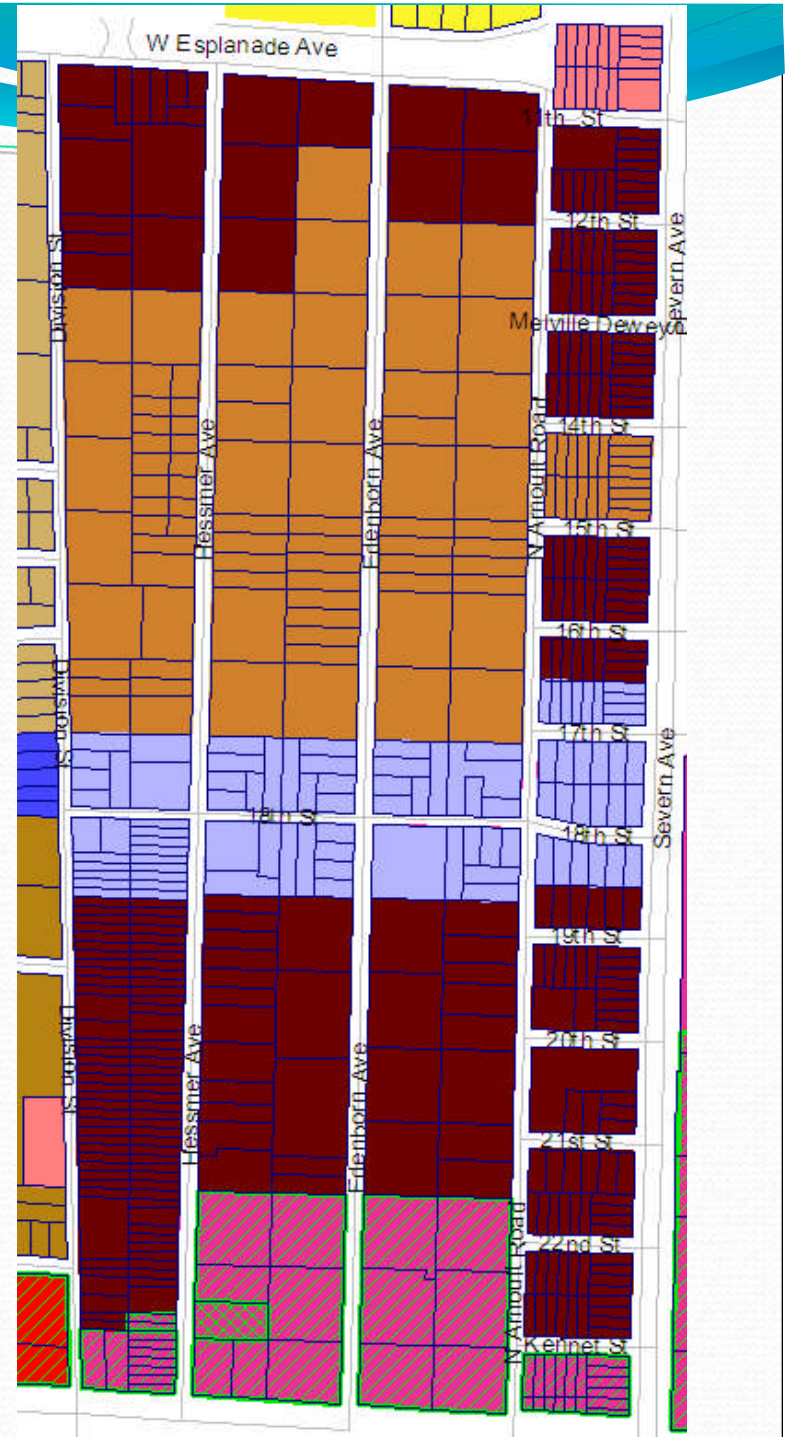 W Esplanade Ave
11th St
12th St
Severn Ave
Division St
Melville Dewey
14th St
N Arnoult Road
Hessmer Ave
Edenborn Ave
15th St
16th St
Division St
17th St
Severn Ave
18th St
18th St
19th St
Division St
20th St
Hessmer Ave
Edenborn Ave
21st St
22nd St
N Arnoult Road
Kennet St